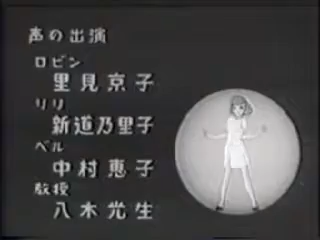 声の出演
ロビン
里見京子
リリ
新道乃里子
ペル
中村恵子
教授
八木光生